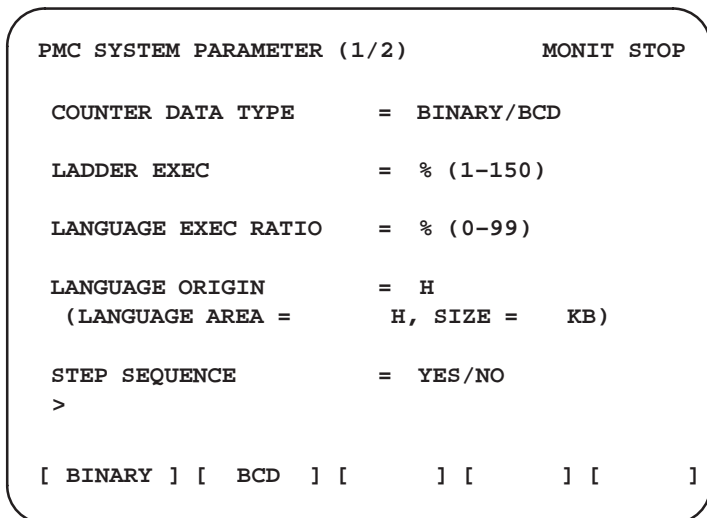 PMC SYSTEM PARAMETER (1/2) MONIT STOP
COUNTER DATA TYPE = BINARY/BCD
LADDER EXEC = % (1–150)
LANGUAGE EXEC RATIO = % (0–99)
LANGUAGE ORIGIN = H
(LANGUAGE AREA = H, SIZE = KB)
STEP SEQUENCE = YES/NO
>
[ BINARY ] [ BCD ] [ ] [ ] [ ]